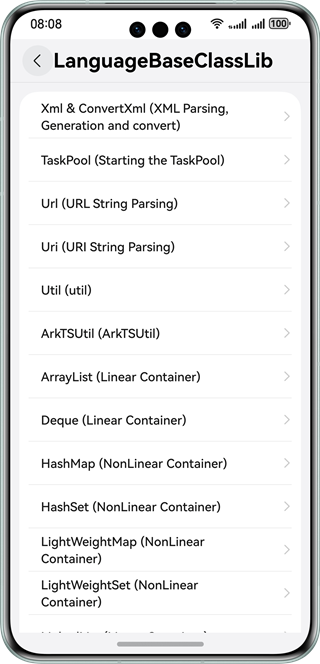 08:08
100
LanguageBaseClassLib
Xml & ConvertXml (XML Parsing,
Generation and convert)
TaskPool (Starting the TaskPool)
Url (URL String Parsing)
Uri (URI String Parsing)
Util (util)
ArkTSUtil (ArkTSUtil)
ArrayList (Linear Container)
Deque (Linear Container)
HashMap (NonLinear Container)
HashSet (NonLinear Container)
LightWeightMap (NonLinear
Container)
LightWeightSet (NonLinear
Container)